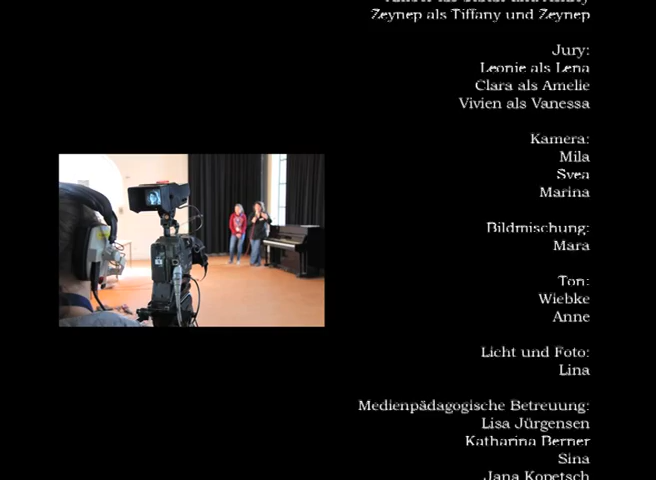 Zeynep als Tiffany und Zeynep
Jury:
Leonie als Lena
Clara als Amelie
Vivien als Vanessa
Kamera:
Mila
Svea
Marina
Bildmischung:
Mara
Ton:
Wiebke
Anne
Licht und Foto:
Lina
Medienpädagogische Betreuung:
Lisa Jürgensen
Katharina Berner
Sina
Jana Kopetsch